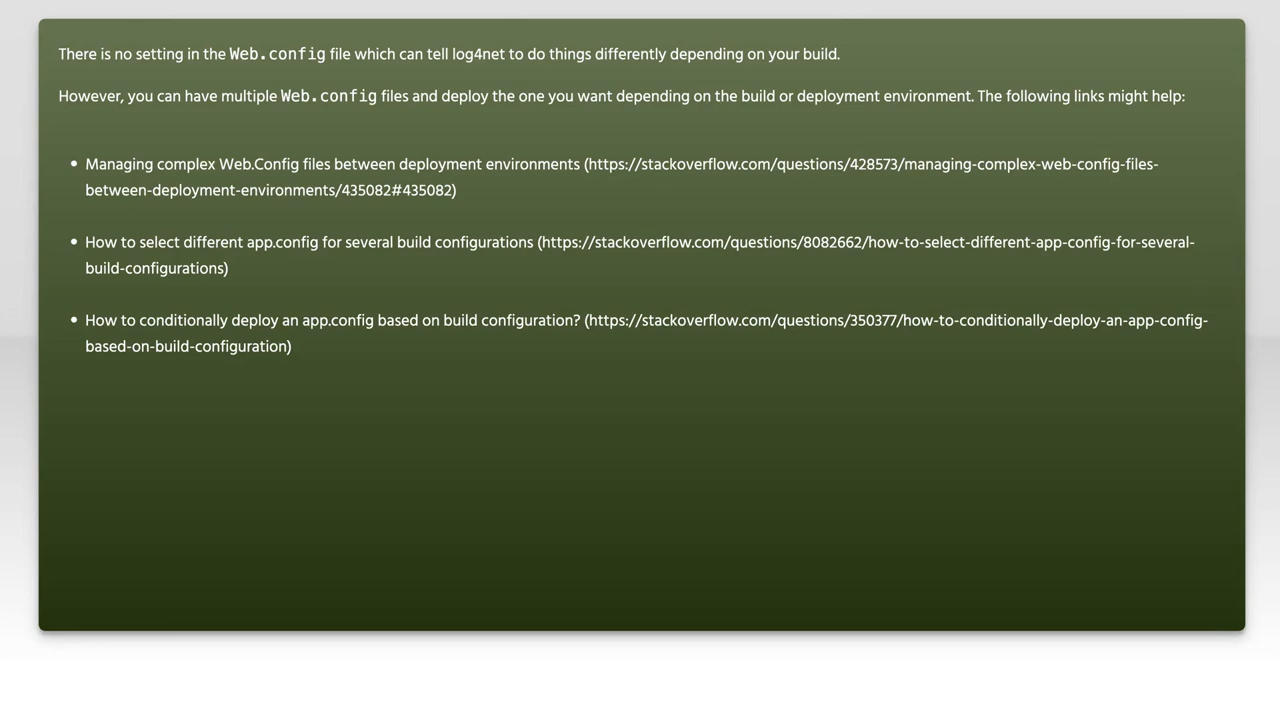 There is no setting in the Web.config file which can tell log4net to do things differently depending on your build.
However, you can have multiple Web.config files and deploy the one you want depending on the build or deployment environment. The following links might help:
• Managing complex Web.Config files between deployment environments (https://stackoverflow.com/questions/428573/managing-complex-web-config-files-
between-deployment-environments/435082#435082)
• How to select different app.config for several build configurations (https://stackoverflow.com/questions/8082662/how-to-select-different-app-config-for-several-
build-configurations)
• How to conditionally deploy an app.config based on build configuration? (https://stackoverflow.com/questions/350377/how-to-conditionally-deploy-an-app-config-
based-on-build-configuration)